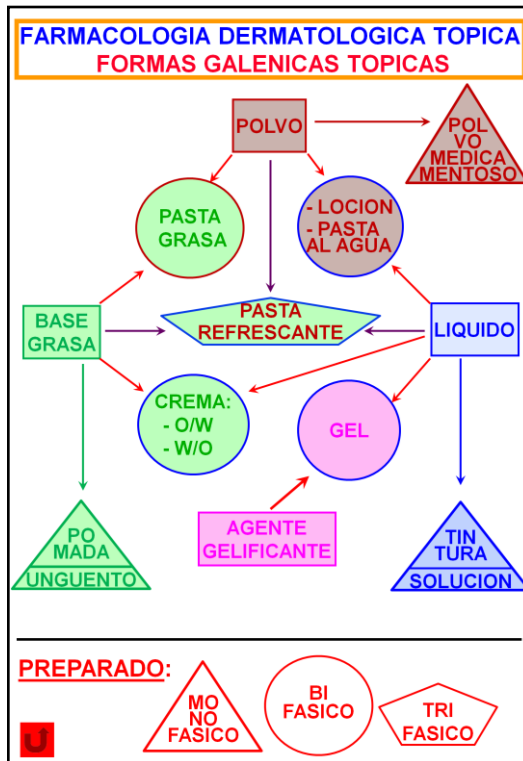 FARMACOLOGIA DERMATOLOGICA TOPICA
FORMAS GALENICAS TOPICAS
POLVO
POL
VO
MEDICA
MENTOSO
PASTA
GRASA
- LOCION
- PASTA
AL AGUA
BASE
GRASA
PASTA
REFRESCANTE
LIQUIDO
CREMA:
- O/W
- W/O
GEL
AGENTE
GELIFICANTE
PO
MADA
UNGUENTO
TIN
TURA
SOLUCION
PREPARADO:
MO
NO
FASICO
BI
FASICO
TRI
FASICO